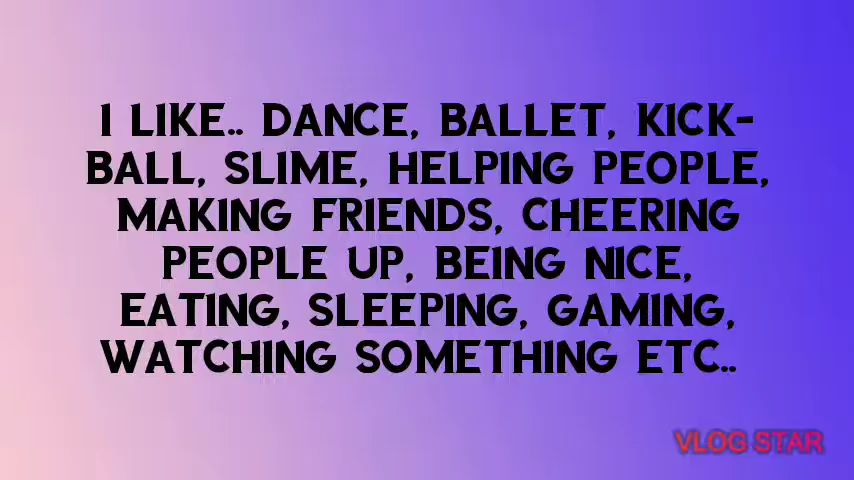 I LIKE.. DANCE, BALLET, KICK-
BALL, SLIME, HELPING PEOPLE,
MAKING FRIENDS, CHEERING
PEOPLE UP, BEING NICE,
EATING, SLEEPING, GAMING,
WATCHING SOMETHING ETC..
VLOG STAR